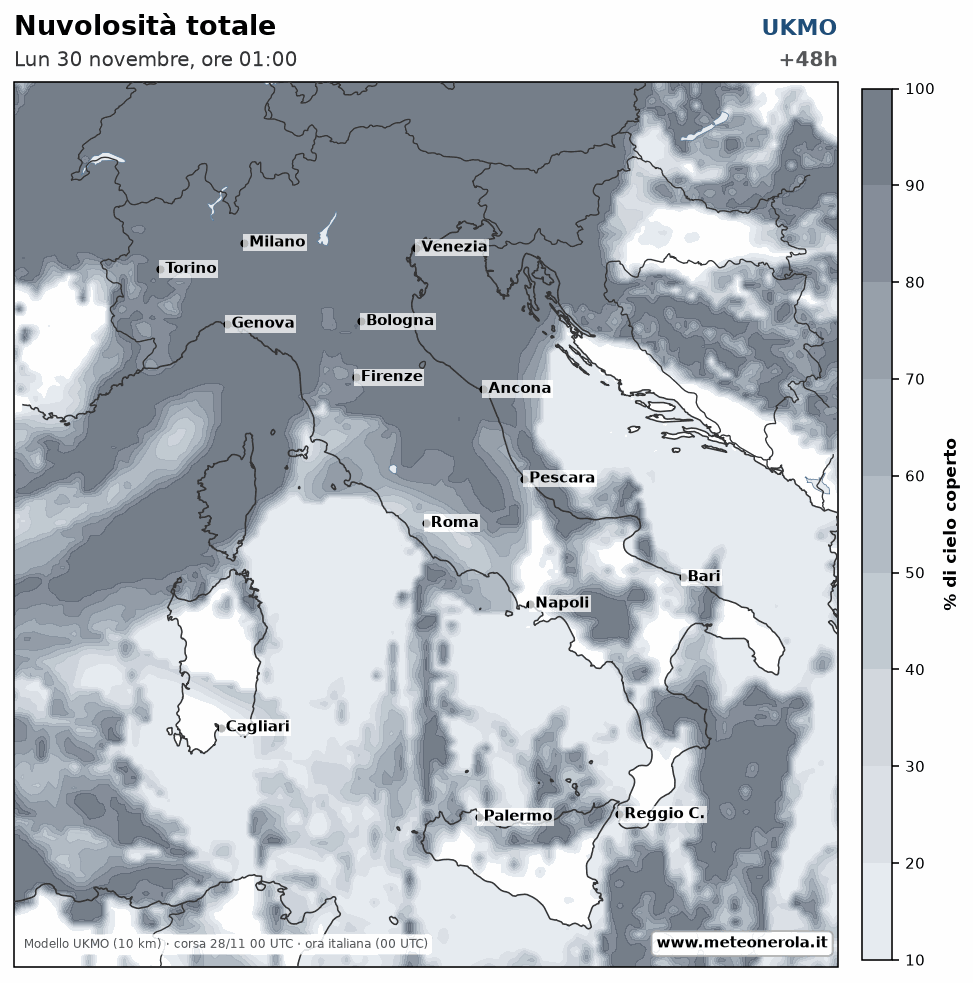 Nuvolosità totale
UKMO
Lun 30 novembre, ore 01:00
+48h
100
90
80
70
60
50
40
30
20
10
% di cielo coperto
Milano
Venezia
Torino
Genova
Bologna
Firenze
Ancona
Pescara
Roma
Bari
Napoli
Cagliari
Palermo
Reggio C.
Modello UKMO (10 km) · corsa 28/11 00 UTC · ora italiana (00 UTC)
www.meteonerola.it